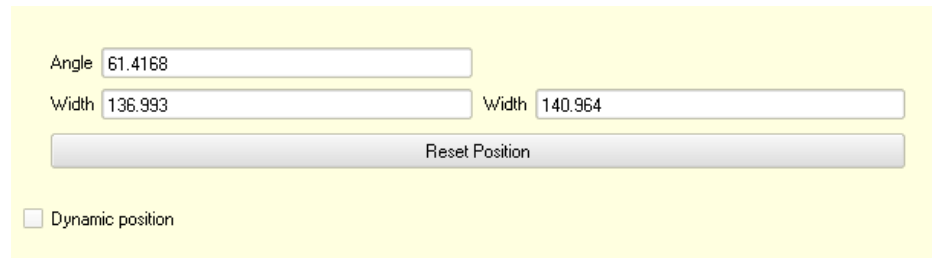 Angle 61.4168
Width 136.993 Width 140.964
Reset Position
Dynamic position